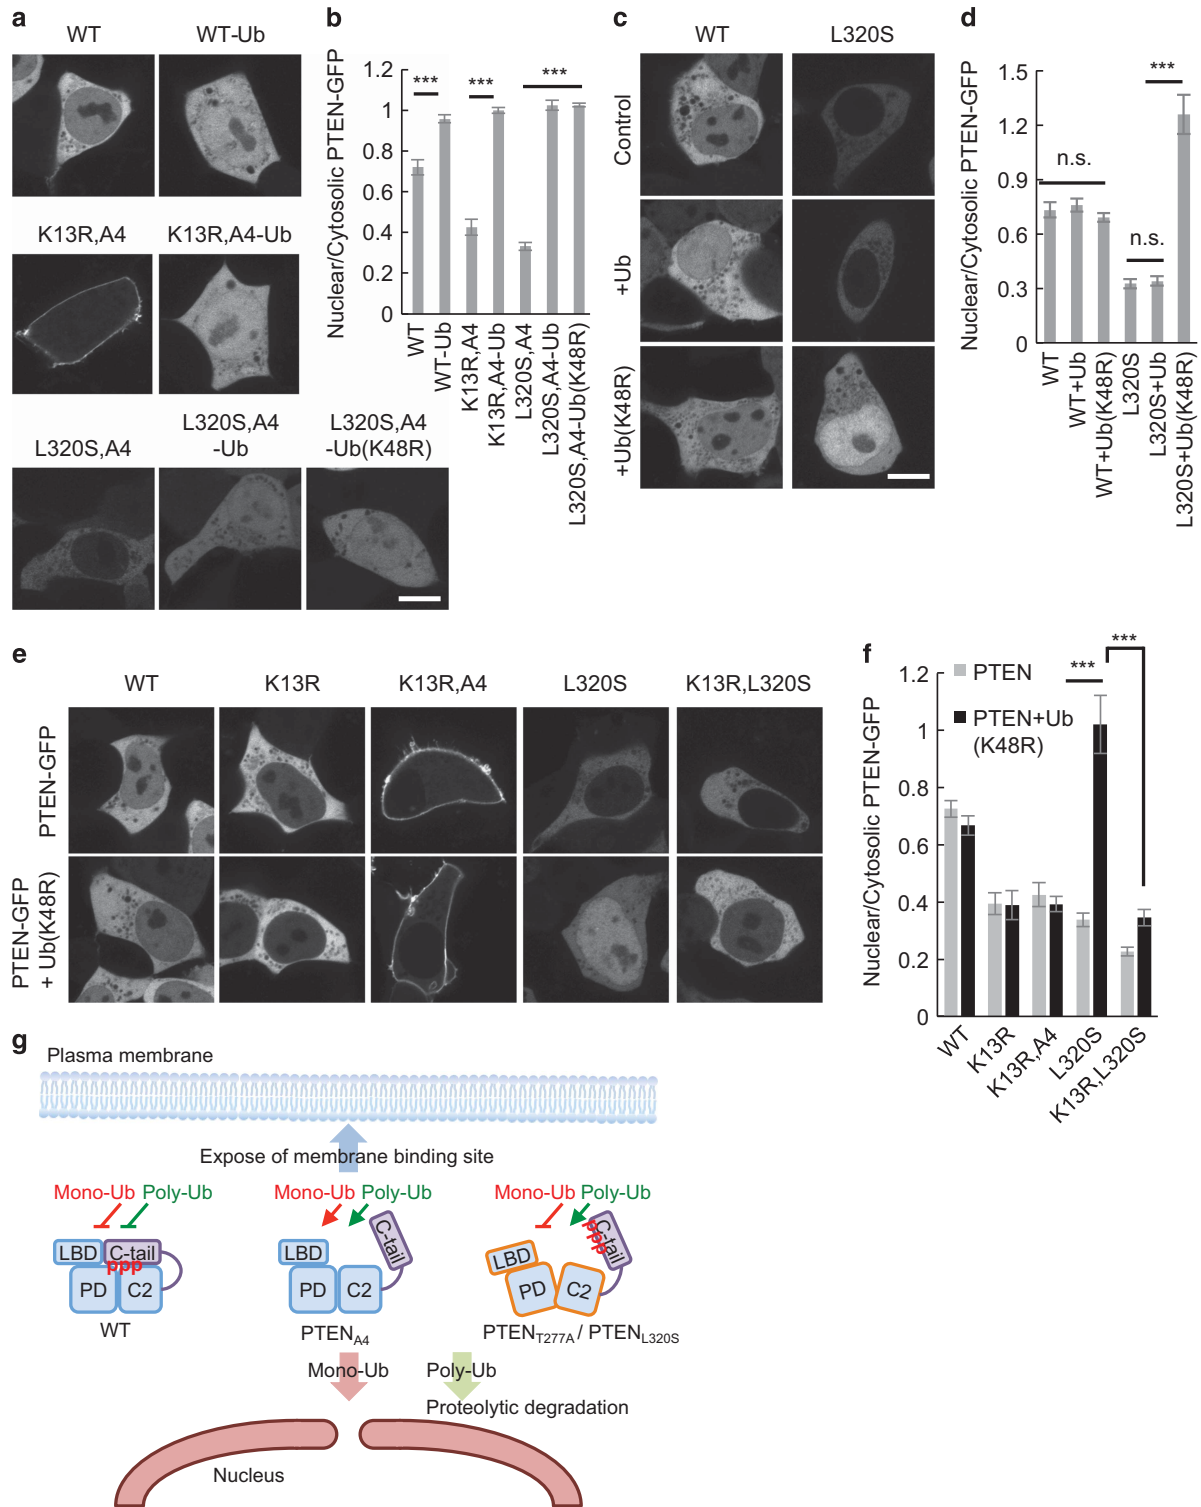 a
WT
WT-Ub
K13R,A4
K13R,A4-Ub
L320S,A4
L320S,A4
-Ub
L320S,A4
-Ub(K48R)
b
Nuclear/Cytosolic PTEN-GFP
1.2
1
0.8
0.6
0.4
0.2
0
***
***
***
WT
WT-Ub
K13R,A4
K13R,A4-Ub
L320S,A4
L320S,A4-Ub
L320S,A4-Ub(K48R)
c
WT
L320S
Control
+Ub
+Ub(K48R)
d
Nuclear/Cytosolic PTEN-GFP
1.5
1.2
0.9
0.6
0.3
0
n.s.
n.s.
***
WT
WT+Ub
WT+Ub(K48R)
L320S
L320S+Ub
L320S+Ub(K48R)
e
WT
K13R
K13R,A4
L320S
K13R,L320S
PTEN-GFP
PTEN-GFP
+ Ub(K48R)
f
Nuclear/Cytosolic PTEN-GFP
1.2
1
0.8
0.6
0.4
0.2
0
PTEN
PTEN+Ub
(K48R)
***
***
WT
K13R
K13R,A4
L320S
K13R,L320S
g
Plasma membrane
Expose of membrane binding site
Mono-Ub Poly-Ub
LBD
C-tail
ppp
PD
C2
WT
Mono-Ub Poly-Ub
LBD
C-tail
PD
C2
PTENA4
Mono-Ub Poly-Ub
LBD
C-tail
ppp
PD
C2
PTENT277A / PTENL320S
Mono-Ub
Poly-Ub
Proteolytic degradation
Nucleus